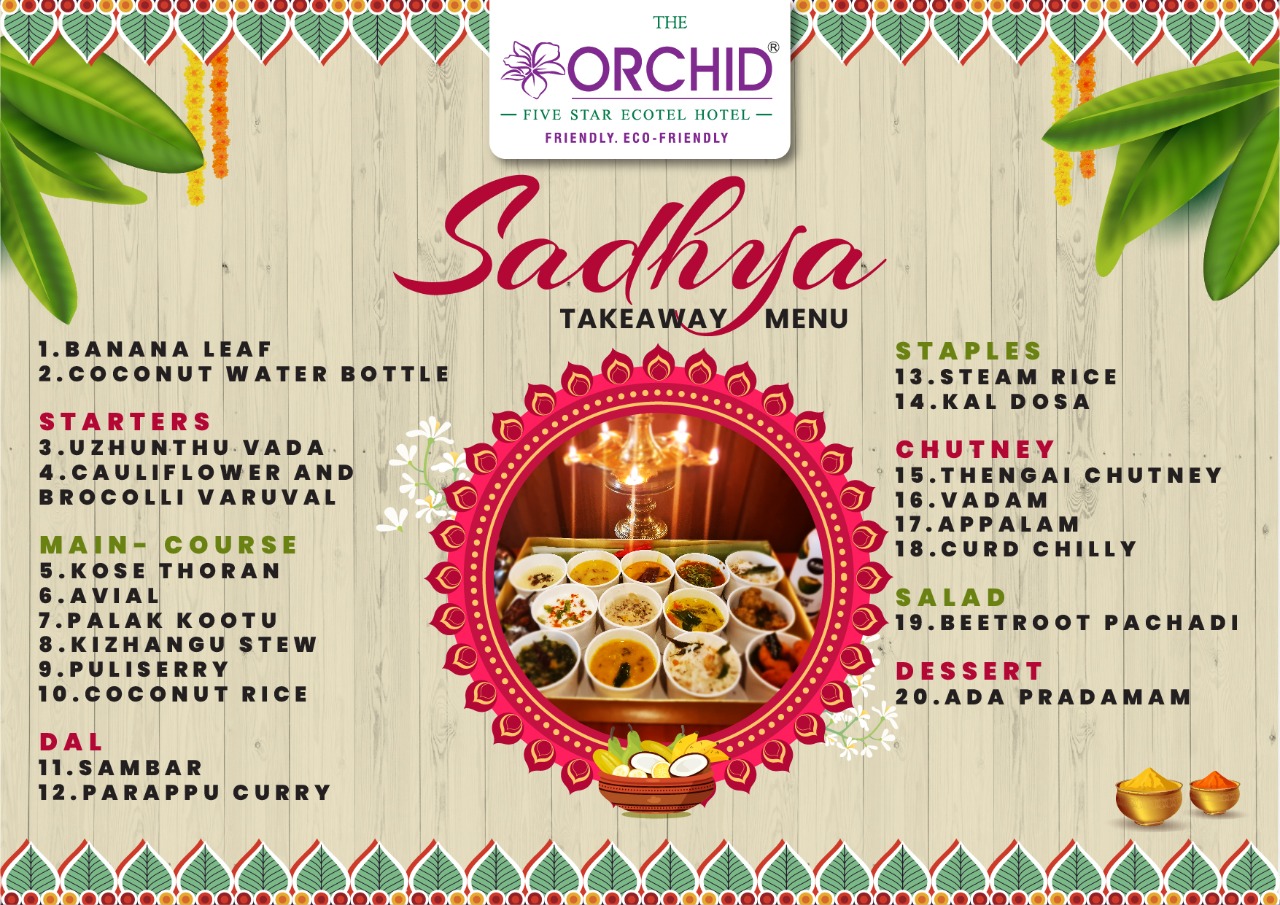 THE
ORCHID®
— FIVE STAR ECOTEL HOTEL —
FRIENDLY. ECO-FRIENDLY
Sadhya
TAKEAWAY MENU
1.BANANA LEAF
2.COCONUT WATER BOTTLE
STARTERS
3.UZHUNTHU VADA
4.CAULIFLOWER AND
BROCOLLI VARUVAL
MAIN- COURSE
5.KOSE THORAN
6.AVIAL
7.PALAK KOOTU
8.KIZHANGU STEW
9.PULISERRY
10.COCONUT RICE
DAL
11.SAMBAR
12.PARAPPU CURRY
STAPLES
13.STEAM RICE
14.KAL DOSA
CHUTNEY
15.THENGAI CHUTNEY
16.VADAM
17.APPALAM
18.CURD CHILLY
SALAD
19.BEETROOT PACHADI
DESSERT
20.ADA PRADAMAM